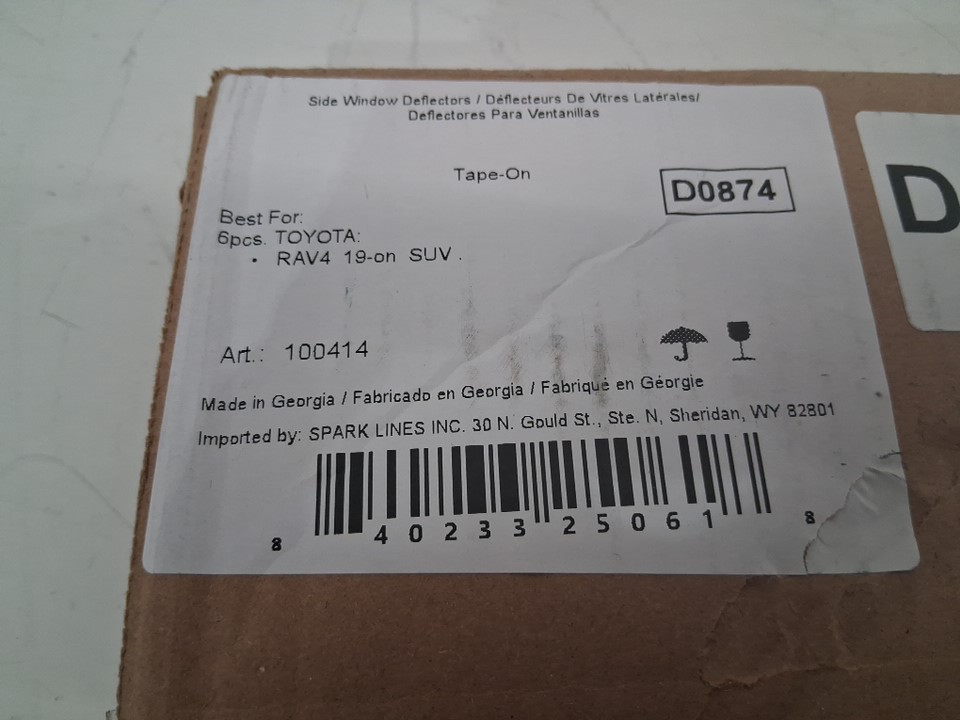 Side Window Deflectors / Déflecteurs De Vitres Latérales/
Deflectores Para Ventanillas
Tape-On
D0874
Best For:
6pcs. TOYOTA:
• RAV4 19-on SUV .
Art.: 100414
Made in Georgia / Fabricado en Georgia / Fabriqué en Géorgie
Imported by: SPARK LINES INC. 30 N. Gould St., Ste. N, Sheridan, WY 82801
8 40233 25061 8
D